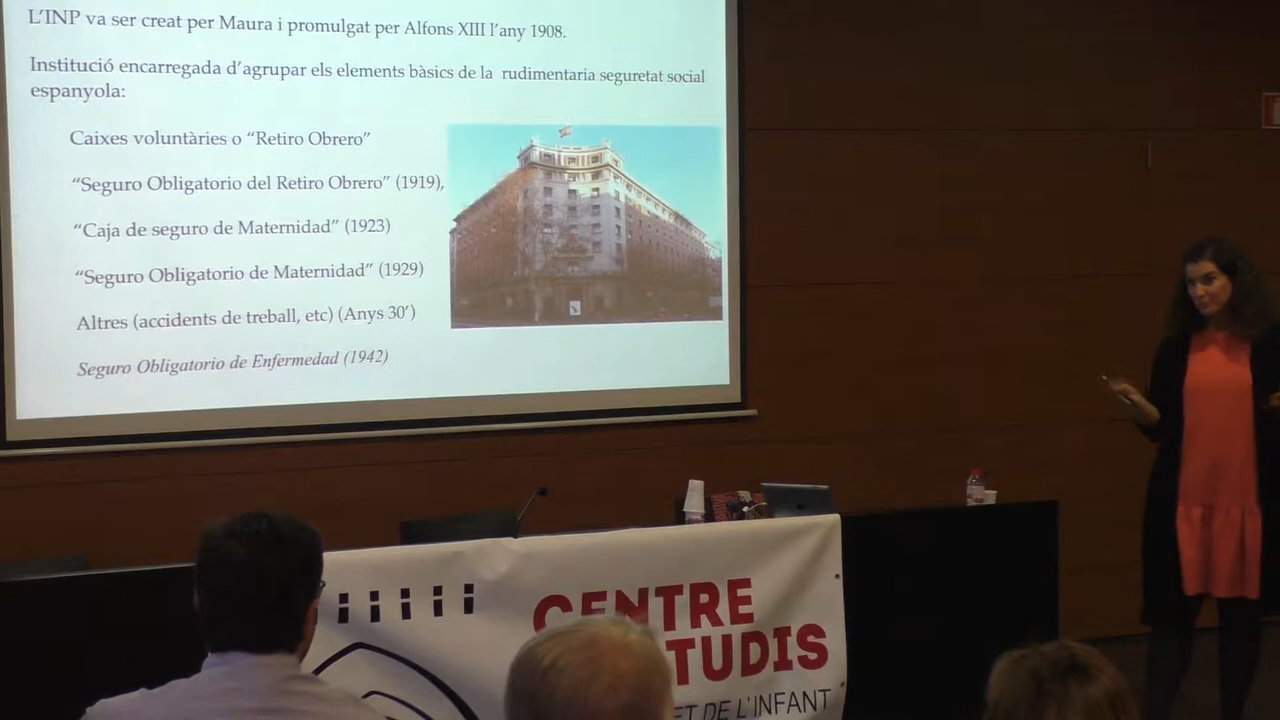 L'INP va ser creat per Maura i promulgat per Alfons XIII l'any 1908.
Institució encarregada d'agrupar els elements bàsics de la rudimentaria seguretat social
espanyola:
Caixes voluntàries o “Retiro Obrero”
“Seguro Obligatorio del Retiro Obrero” (1919),
“Caja de seguro de Maternidad” (1923)
“Seguro Obligatorio de Maternidad” (1929)
Altres (accidents de treball, etc) (Anys 30')
Seguro Obligatorio de Enfermedad (1942)
CENTRE
TUDIS
ET DE L'INFANT